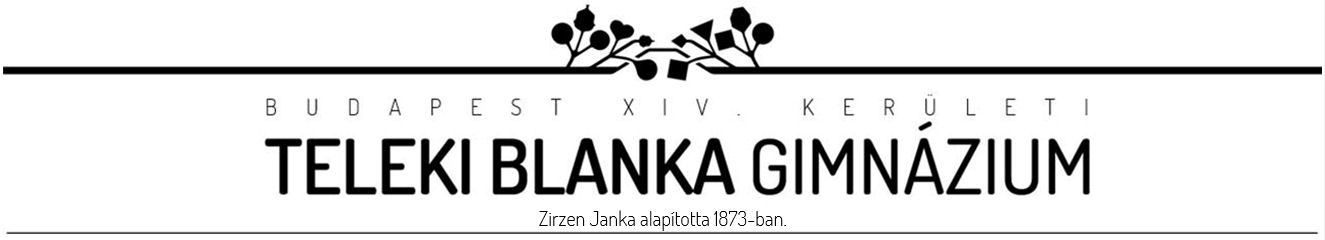 BUDAPEST XIV. KERÜLETI
TELEKI BLANKA GIMNÁZIUM
Zirzen Janka alapította 1873-ban.